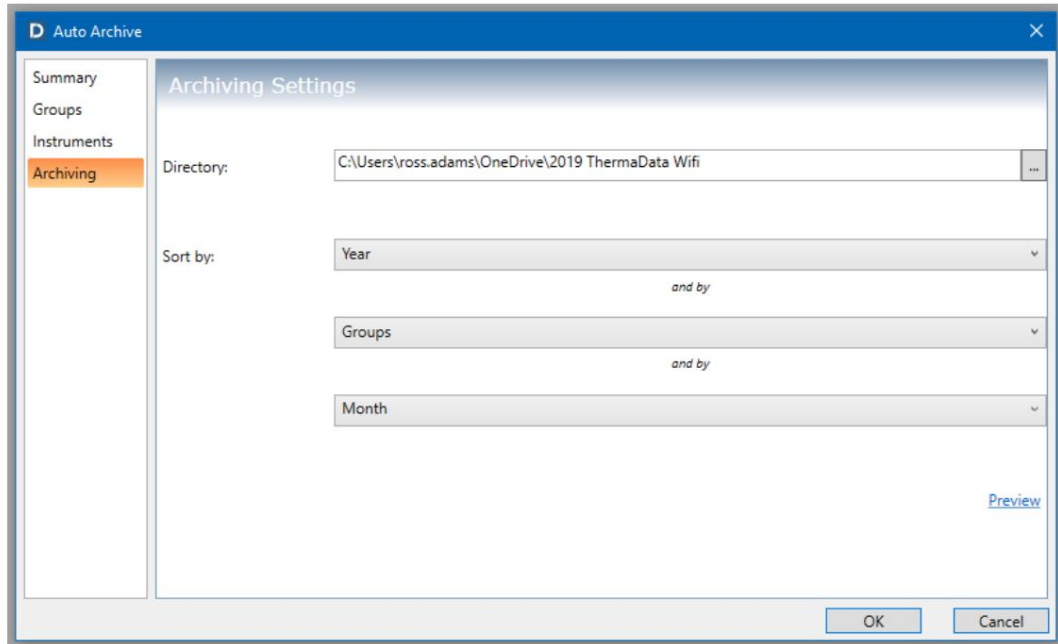 D Auto Archive
Summary
Groups
Instruments
Archiving
Archiving Settings
Directory:
C:\Users\ross.adams\OneDrive\2019 ThermaData Wifi
...
Sort by:
Year
and by
Groups
and by
Month
Preview
OK
Cancel